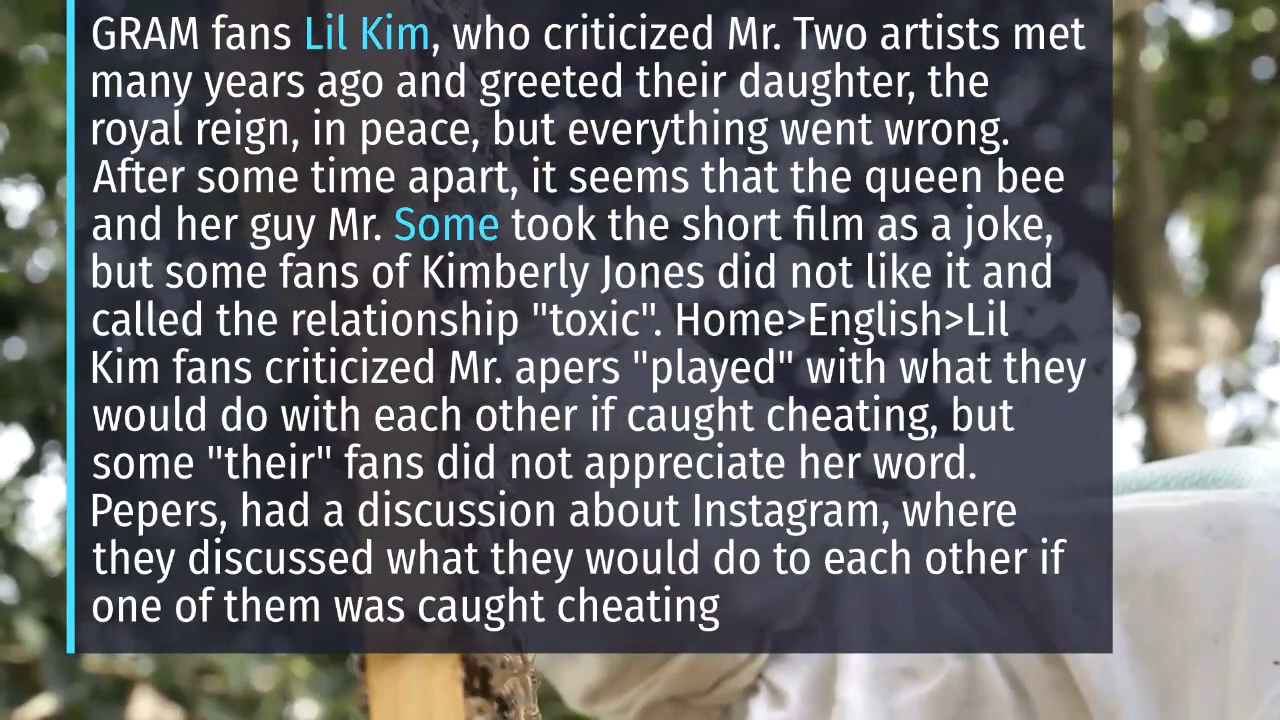 GRAM fans Lil Kim, who criticized Mr. Two artists met
many years ago and greeted their daughter, the
royal reign, in peace, but everything went wrong.
After some time apart, it seems that the queen bee
and her guy Mr. Some took the short film as a joke,
but some fans of Kimberly Jones did not like it and
called the relationship "toxic". Home>English>Lil
Kim fans criticized Mr. apers "played" with what they
would do with each other if caught cheating, but
some "their" fans did not appreciate her word.
Pepers, had a discussion about Instagram, where
they discussed what they would do to each other if
one of them was caught cheating